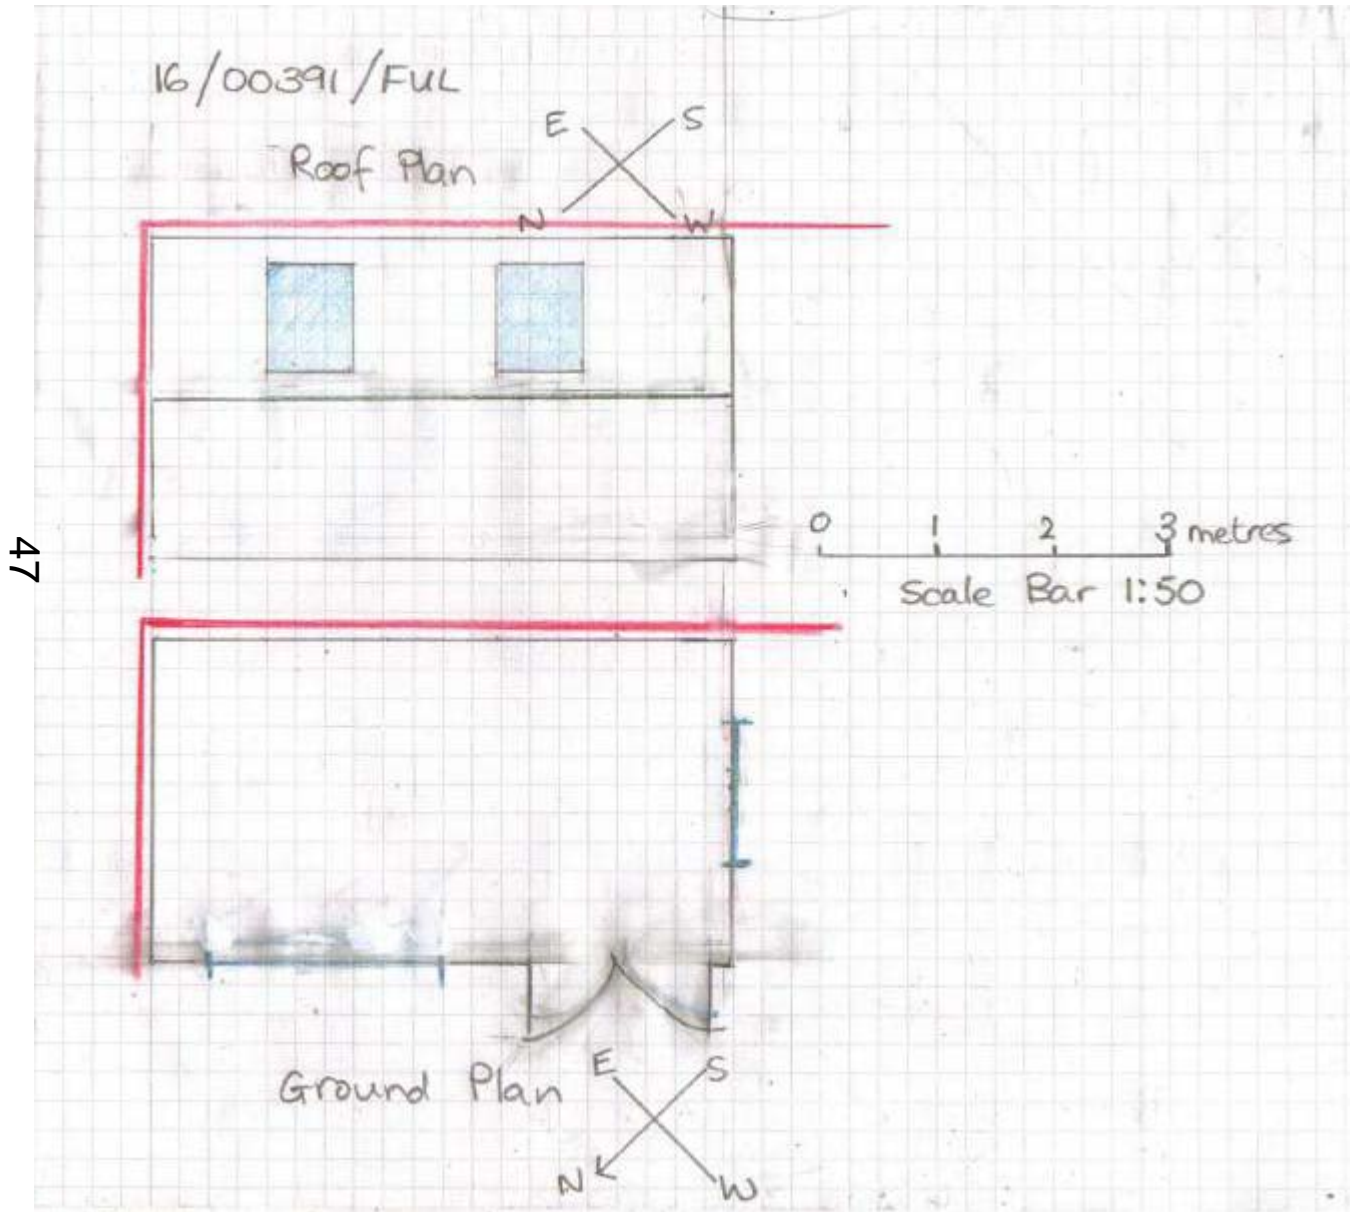 16/00391/FUL
E S
Roof Plan
N W
0 1 2 3 metres
Scale Bar 1:50
47
Ground Plan
E S
N W